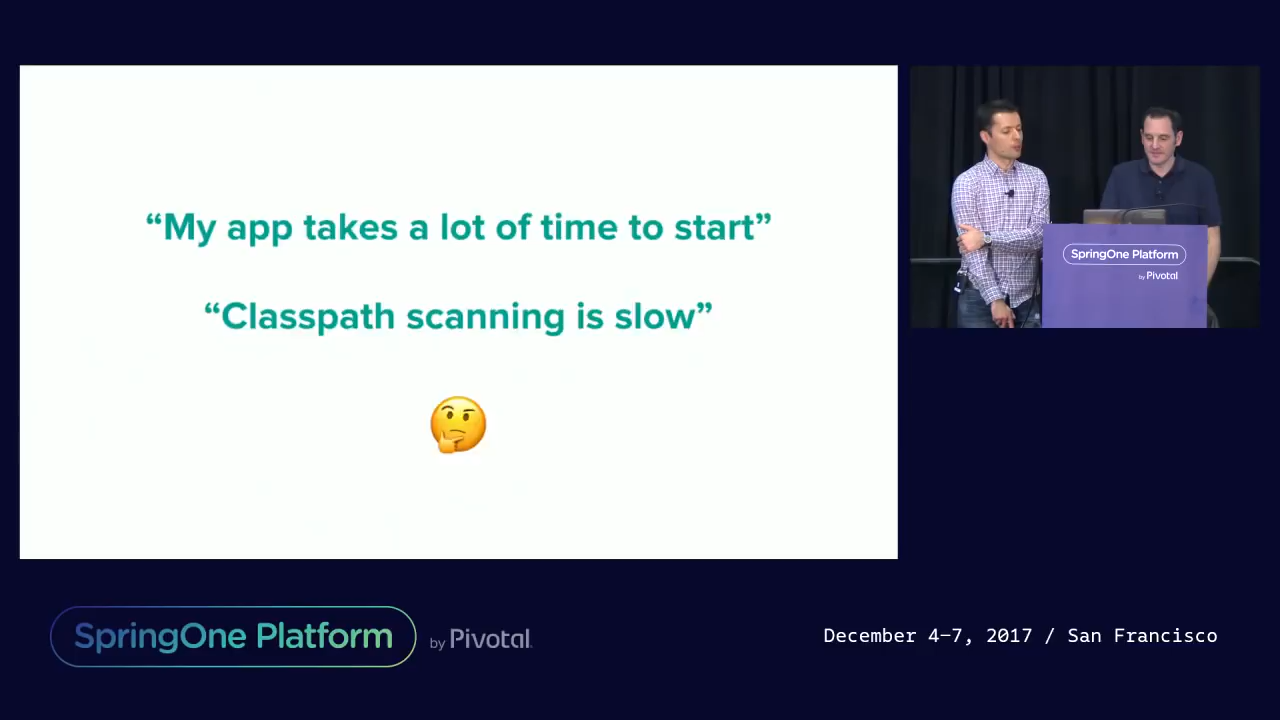 “My app takes a lot of time to start”
“Classpath scanning is slow”
SpringOne Platform
by Pivotal
SpringOne Platform by Pivotal.
December 4–7, 2017 / San Francisco